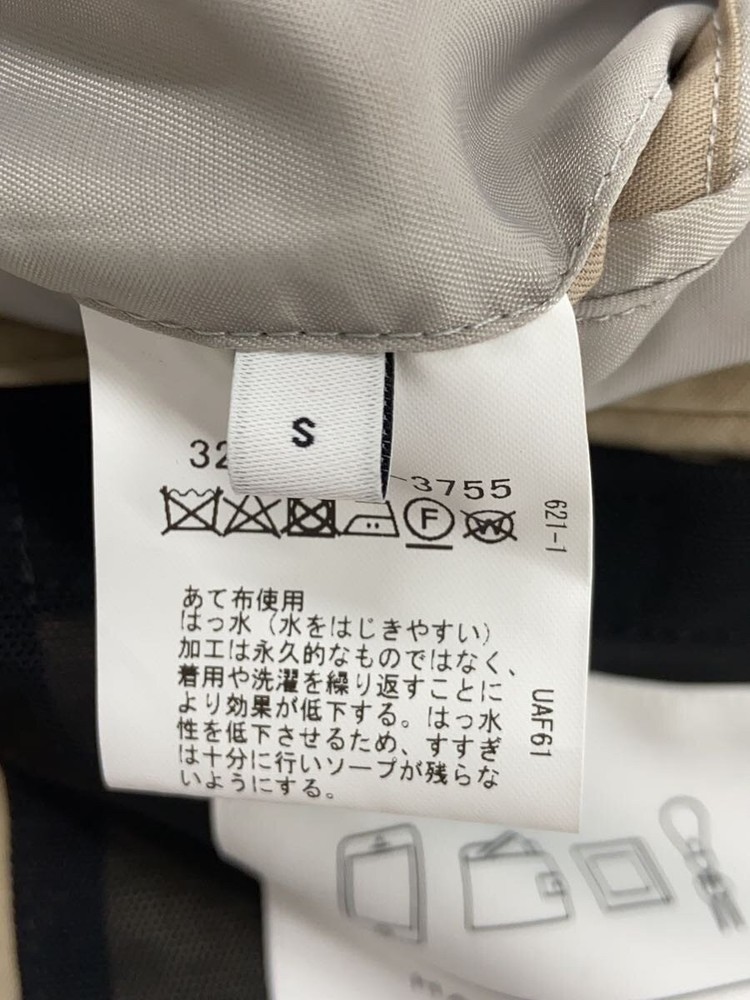 S
32
-3755
F
W
621-1
あて布使用
はっ水（水をはじきやすい）
加工は永久的なものではなく、
着用や洗濯を繰り返すことに
より効果が低下する。はっ水
性を低下させるため、すすぎ
は十分に行いソープが残らな
いようにする。
UAF61